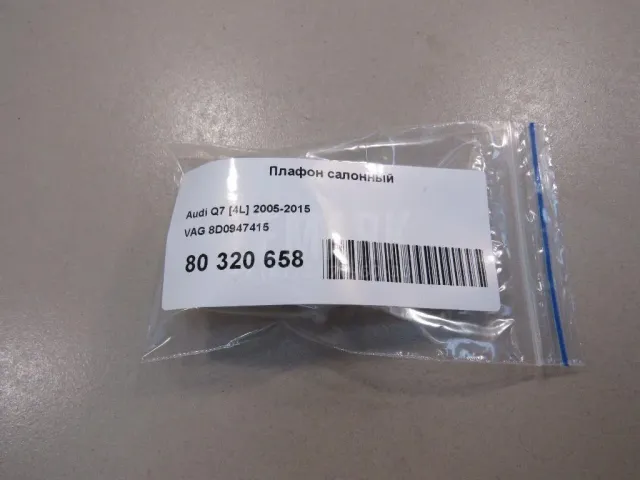 Плафон салонный
Audi Q7 [4L] 2005-2015
VAG 8D0947415
80 320 658